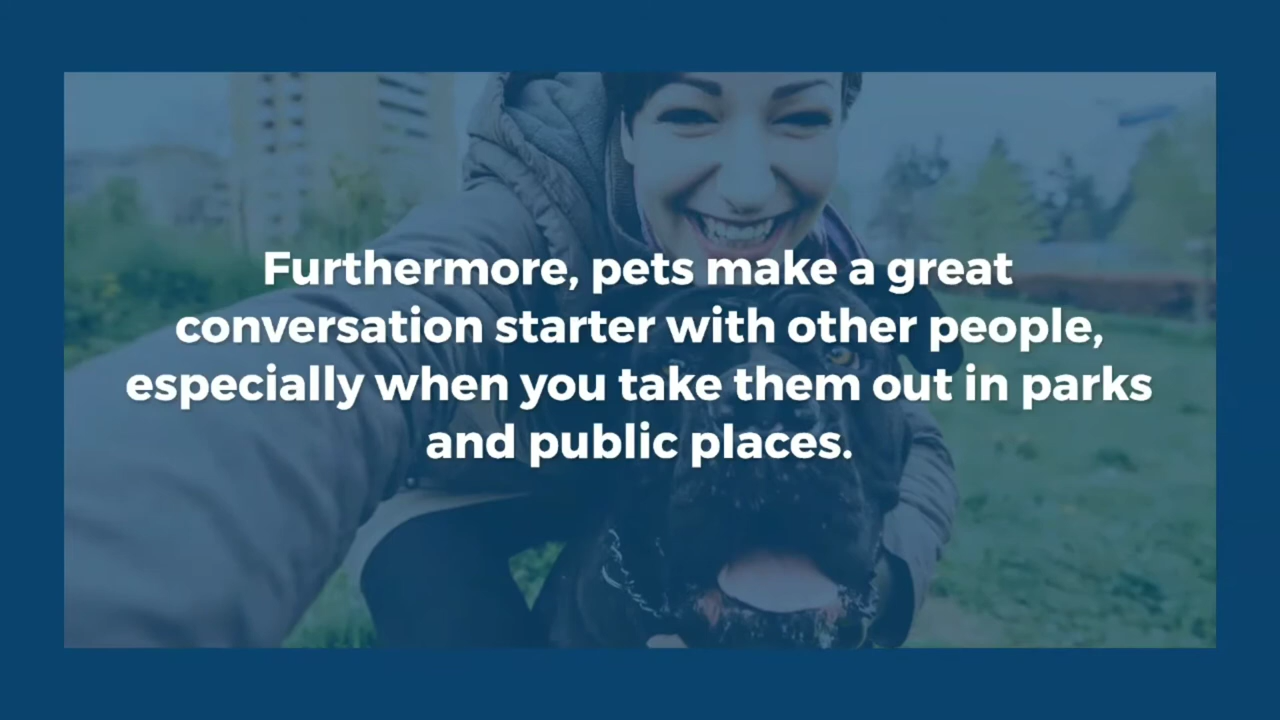 Furthermore, pets make a great
conversation starter with other people,
especially when you take them out in parks
and public places.